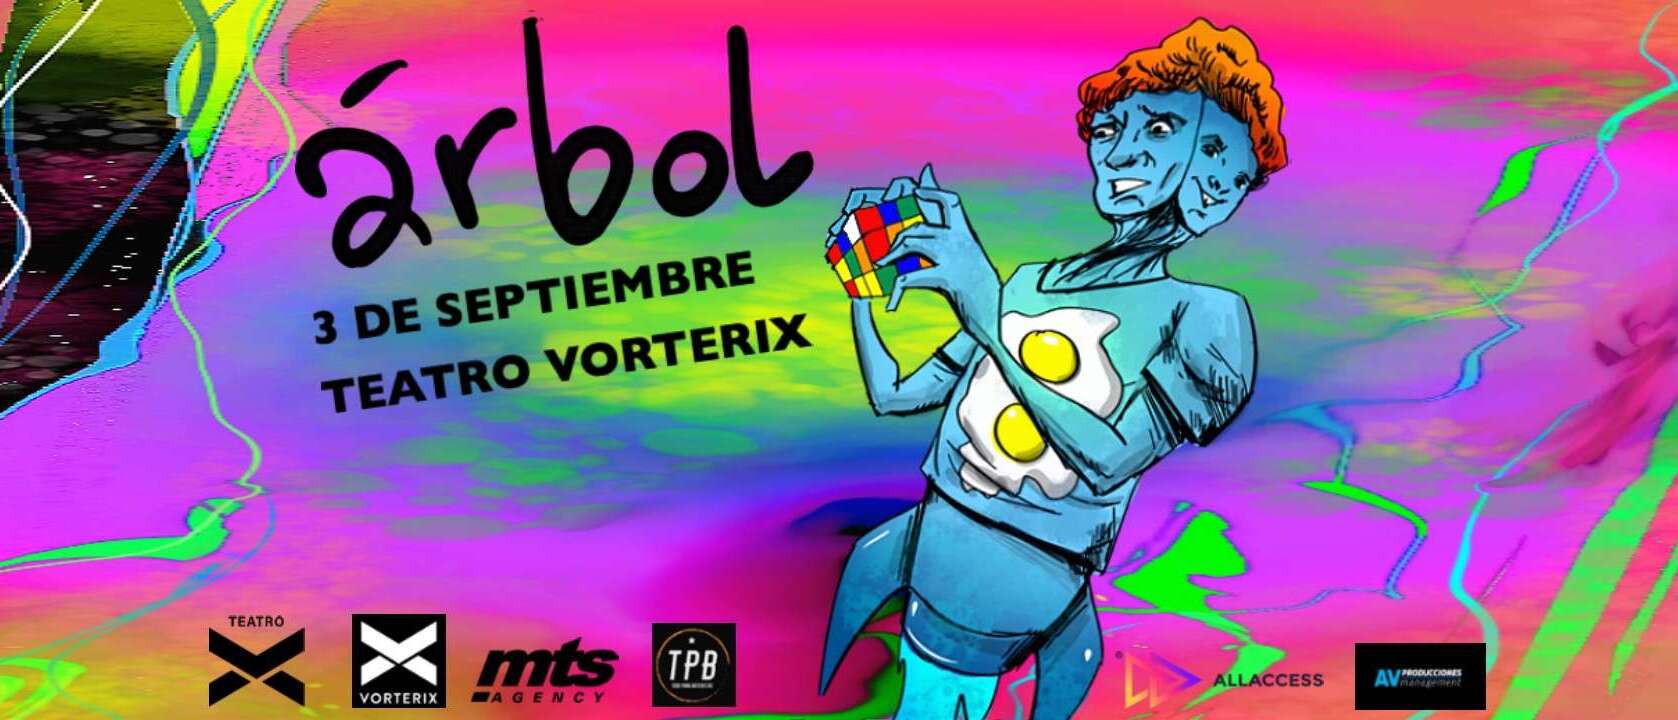 árbol
3 DE SEPTIEMBRE
TEATRO VORTERIX
TEATRO
VORTERIX
mts
AGENCY
TPB
ALLACCESS
AV PRODUCCIONES
management